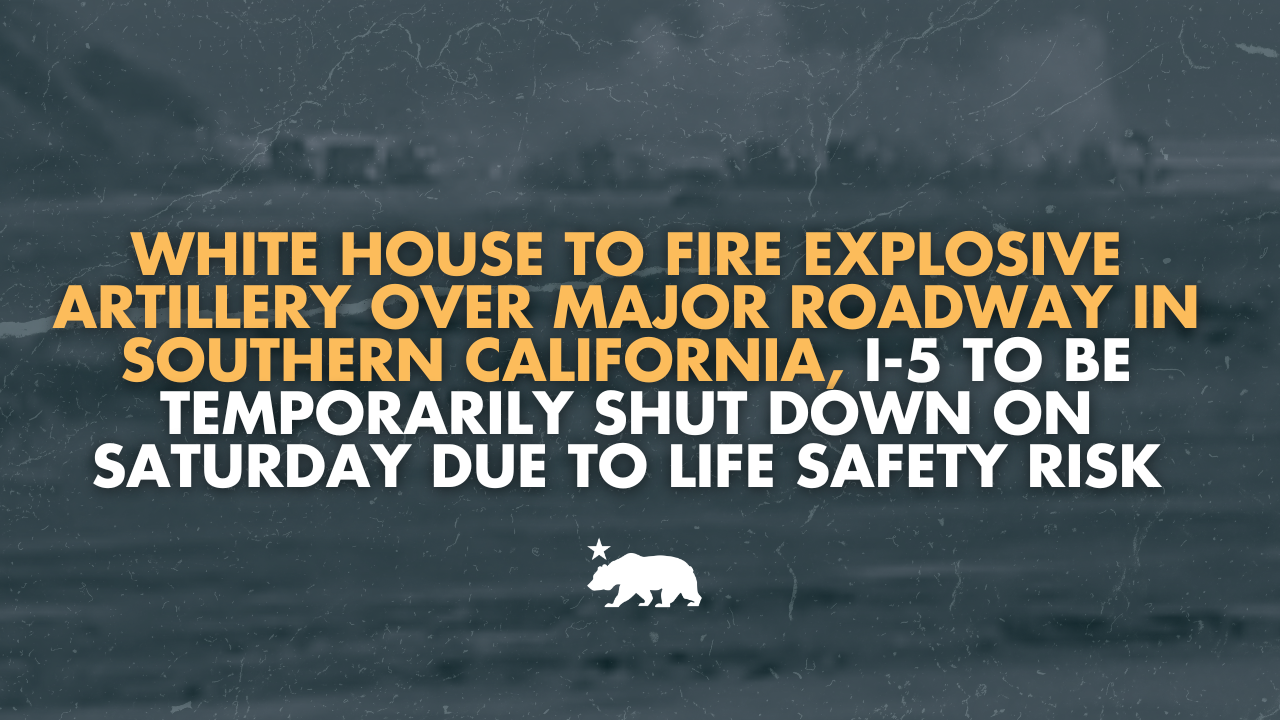 WHITE HOUSE TO FIRE EXPLOSIVE
ARTILLERY OVER MAJOR ROADWAY IN
SOUTHERN CALIFORNIA, I-5 TO BE
TEMPORARILY SHUT DOWN ON
SATURDAY DUE TO LIFE SAFETY RISK